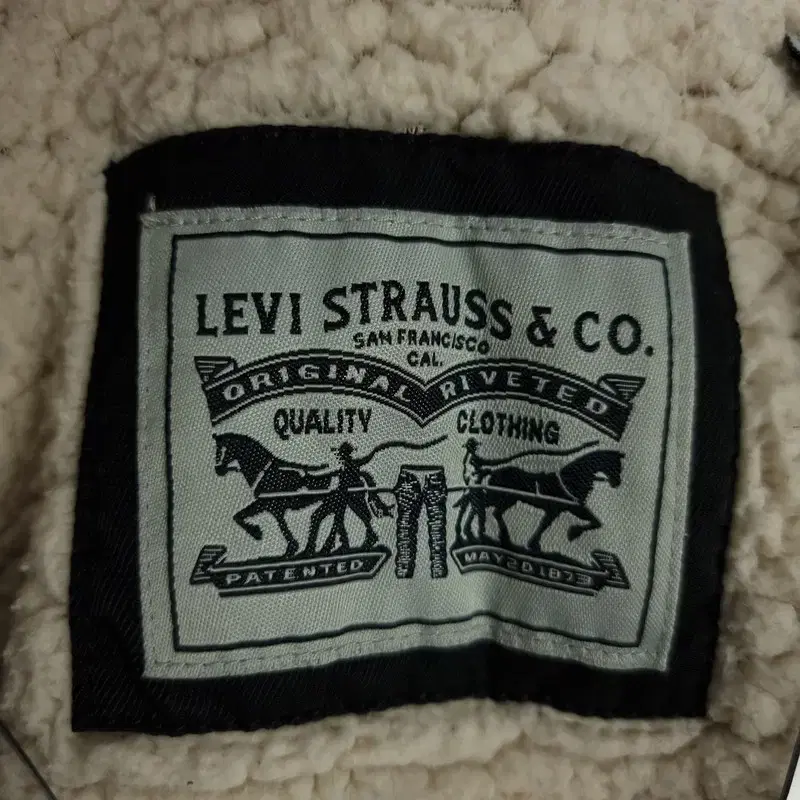 LEVI STRAUSS & CO.
SAN FRANCISCO
CAL.
ORIGINAL RIVETED
QUALITY CLOTHING
PATENTED MAY 20 1873